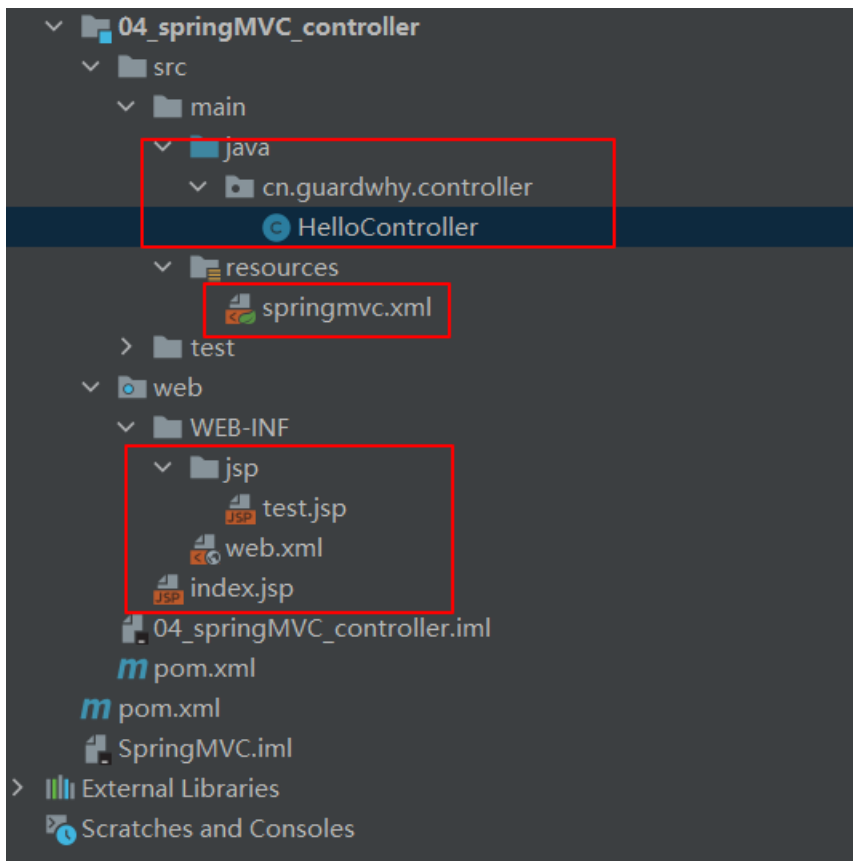 04_springMVC_controller
src
main
java
cn.guardwhy.controller
HelloController
resources
springmvc.xml
test
web
WEB-INF
jsp
test.jsp
web.xml
index.jsp
04_springMVC_controller.iml
pom.xml
pom.xml
SpringMVC.iml
External Libraries
Scratches and Consoles